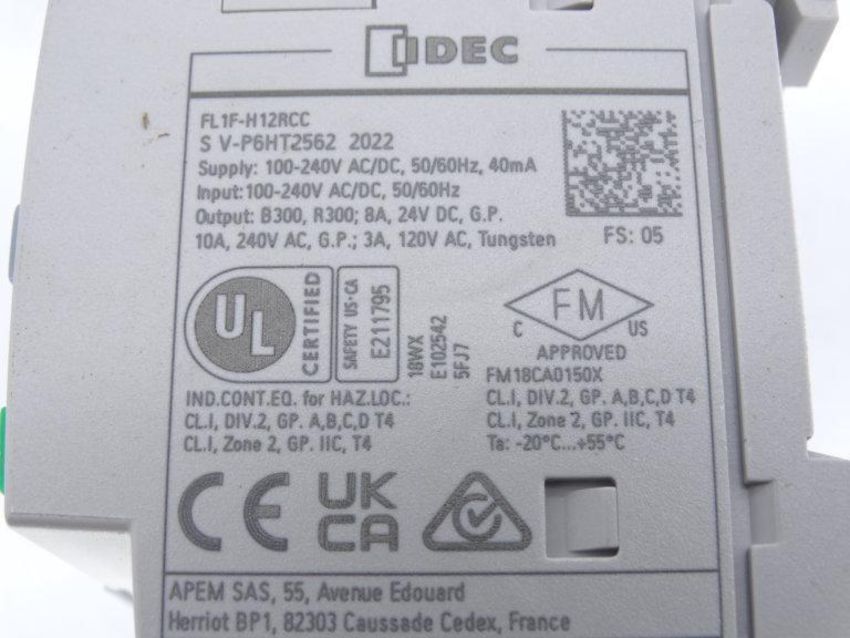 IDEC
FL1F-H12RCC
S V-P6HT2562 2022
Supply: 100-240V AC/DC, 50/60Hz, 40mA
Input:100-240V AC/DC, 50/60Hz
Output: B300, R300; 8A, 24V DC, G.P.
10A, 240V AC, G.P.; 3A, 120V AC, Tungsten
FS: 05
UL
CERTIFIED
SAFETY US·CA
E211795
18WX
E102542
5FJ7
FM
C US
APPROVED
FM18CA0150X
CL.I, DIV.2, GP. A,B,C,D T4
CL.I, Zone 2, GP. IIC, T4
Ta: -20°C...+55°C
IND.CONT.EQ. for HAZ.LOC.:
CL.I, DIV.2, GP. A,B,C,D T4
CL.I, Zone 2, GP. IIC, T4
CE
UK
CA
APEM SAS, 55, Avenue Edouard
Herriot BP1, 82303 Caussade Cedex, France